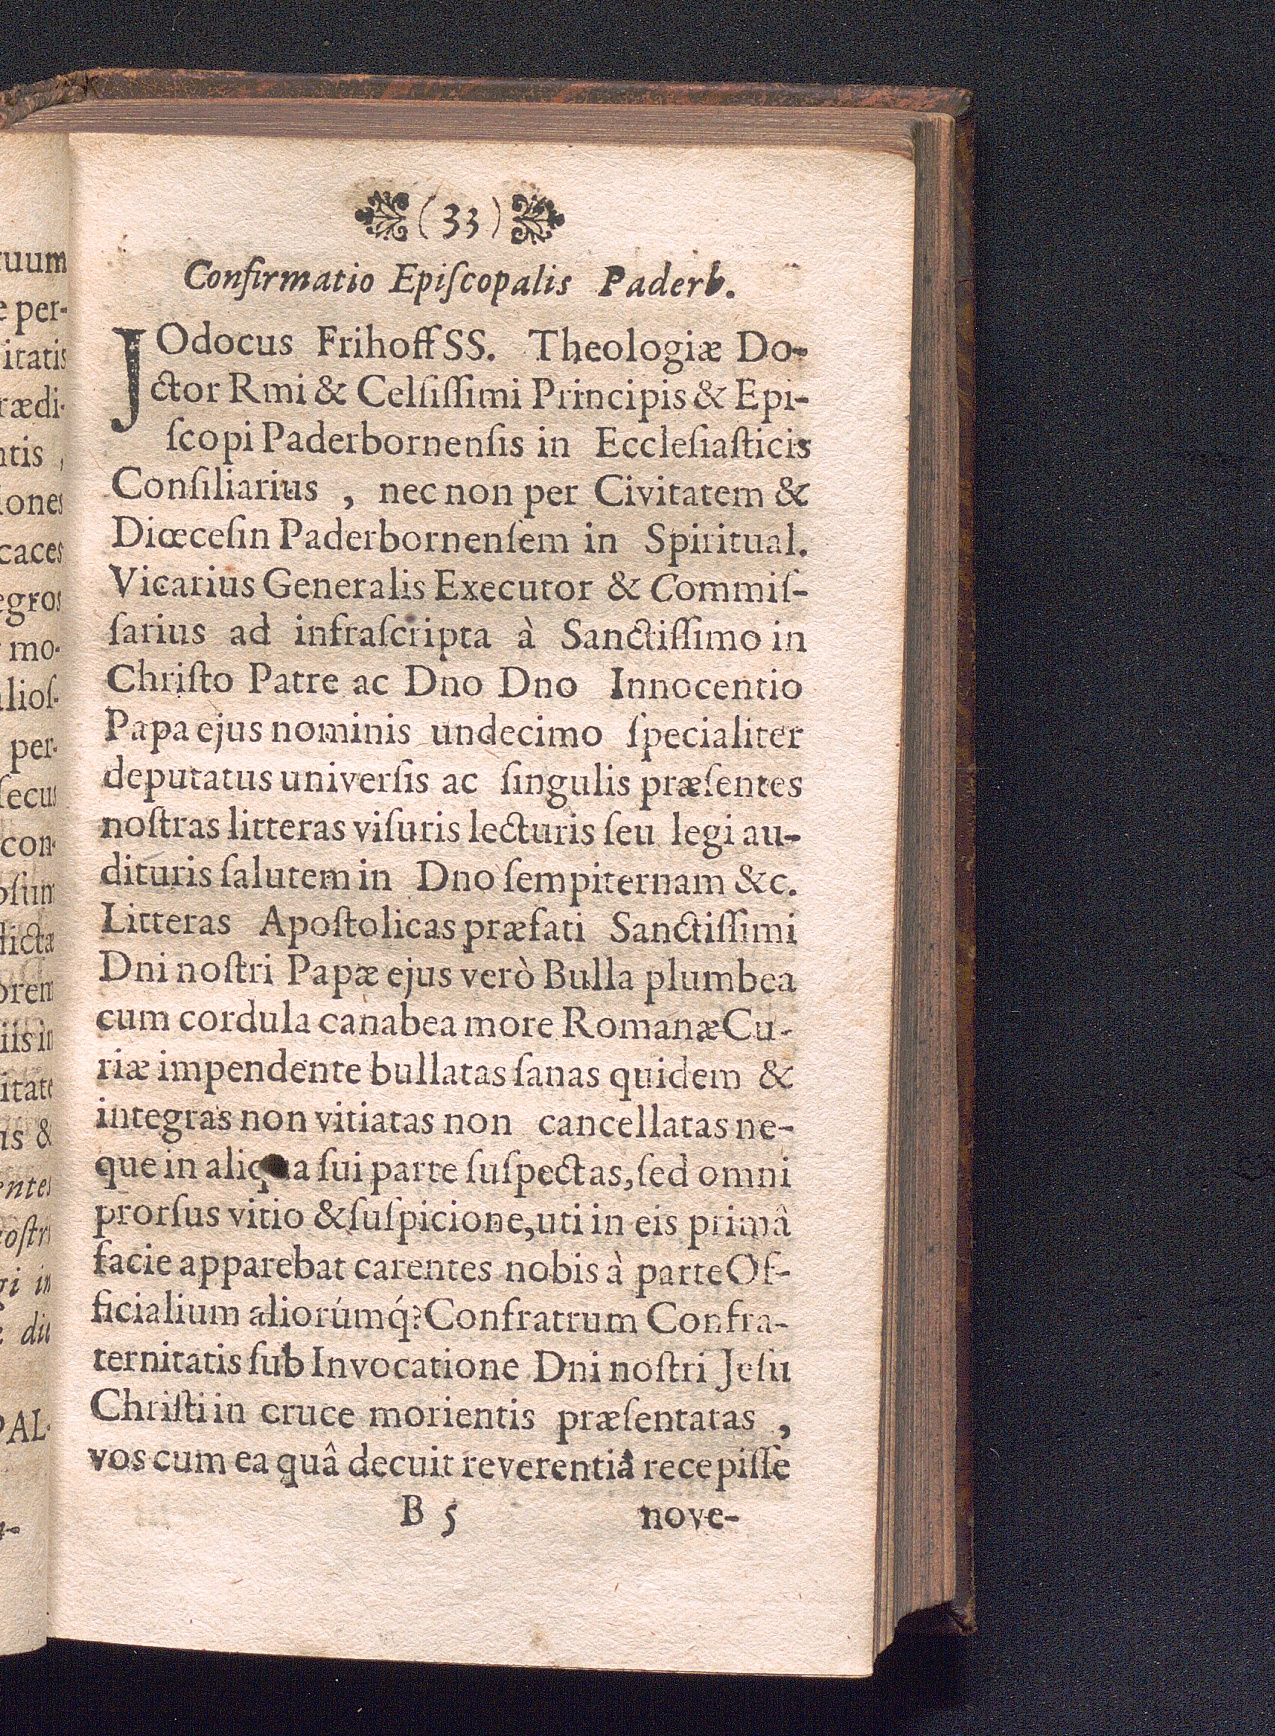 (33)
Confirmatio Epiſcopalis Paderb.
JOdocus Frihoff SS. Theologiæ Do-
ctor Rmi & Celſiſſimi Principis & Epi-
ſcopi Paderbornenſis in Eccleſiaſticis
Conſiliarius , nec non per Civitatem &
Diœceſin Paderbornenſem in Spiritual.
Vicarius Generalis Executor & Commiſ-
ſarius ad infraſcripta à Sanctiſſimo in
Chriſto Patre ac Dno Dno Innocentio
Papa ejus nominis undecimo ſpecialiter
deputatus univerſis ac ſingulis præſentes
noſtras litteras viſuris lecturis ſeu legi au-
dituris ſalutem in Dno ſempiternam &c.
Litteras Apoſtolicas præfati Sanctiſſimi
Dni noſtri Papæ ejus verò Bulla plumbea
cum cordula canabea more Romanæ Cu-
riæ impendente bullatas ſanas quidem &
integras non vitiatas non cancellatas ne-
que in aliqua ſui parte ſuſpectas, ſed omni
prorſus vitio & ſuſpicione, uti in eis primâ
facie apparebat carentes nobis à parte Of-
ficialium aliorúmq́; Confratrum Confra-
ternitatis ſub Invocatione Dni noſtri Jeſu
Chriſti in cruce morientis præſentatas ,
vos cum ea quâ decuit reverentiâ recepiſſe
B 5 nove-